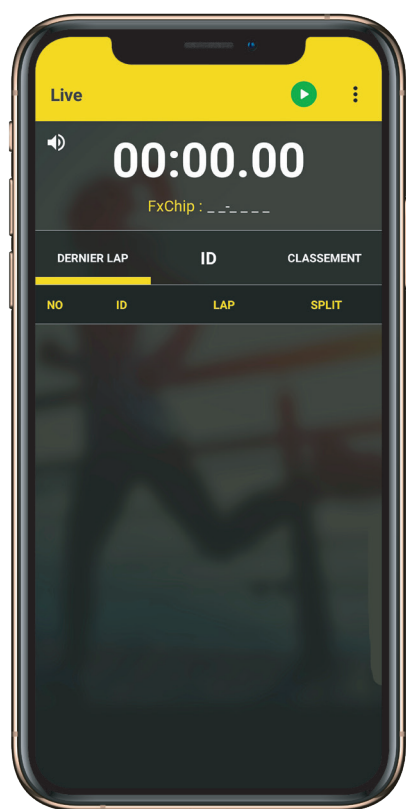 Live
00:00.00
FxChip : _ _-_ _ _ _
DERNIER LAP ID CLASSEMENT
NO ID LAP SPLIT